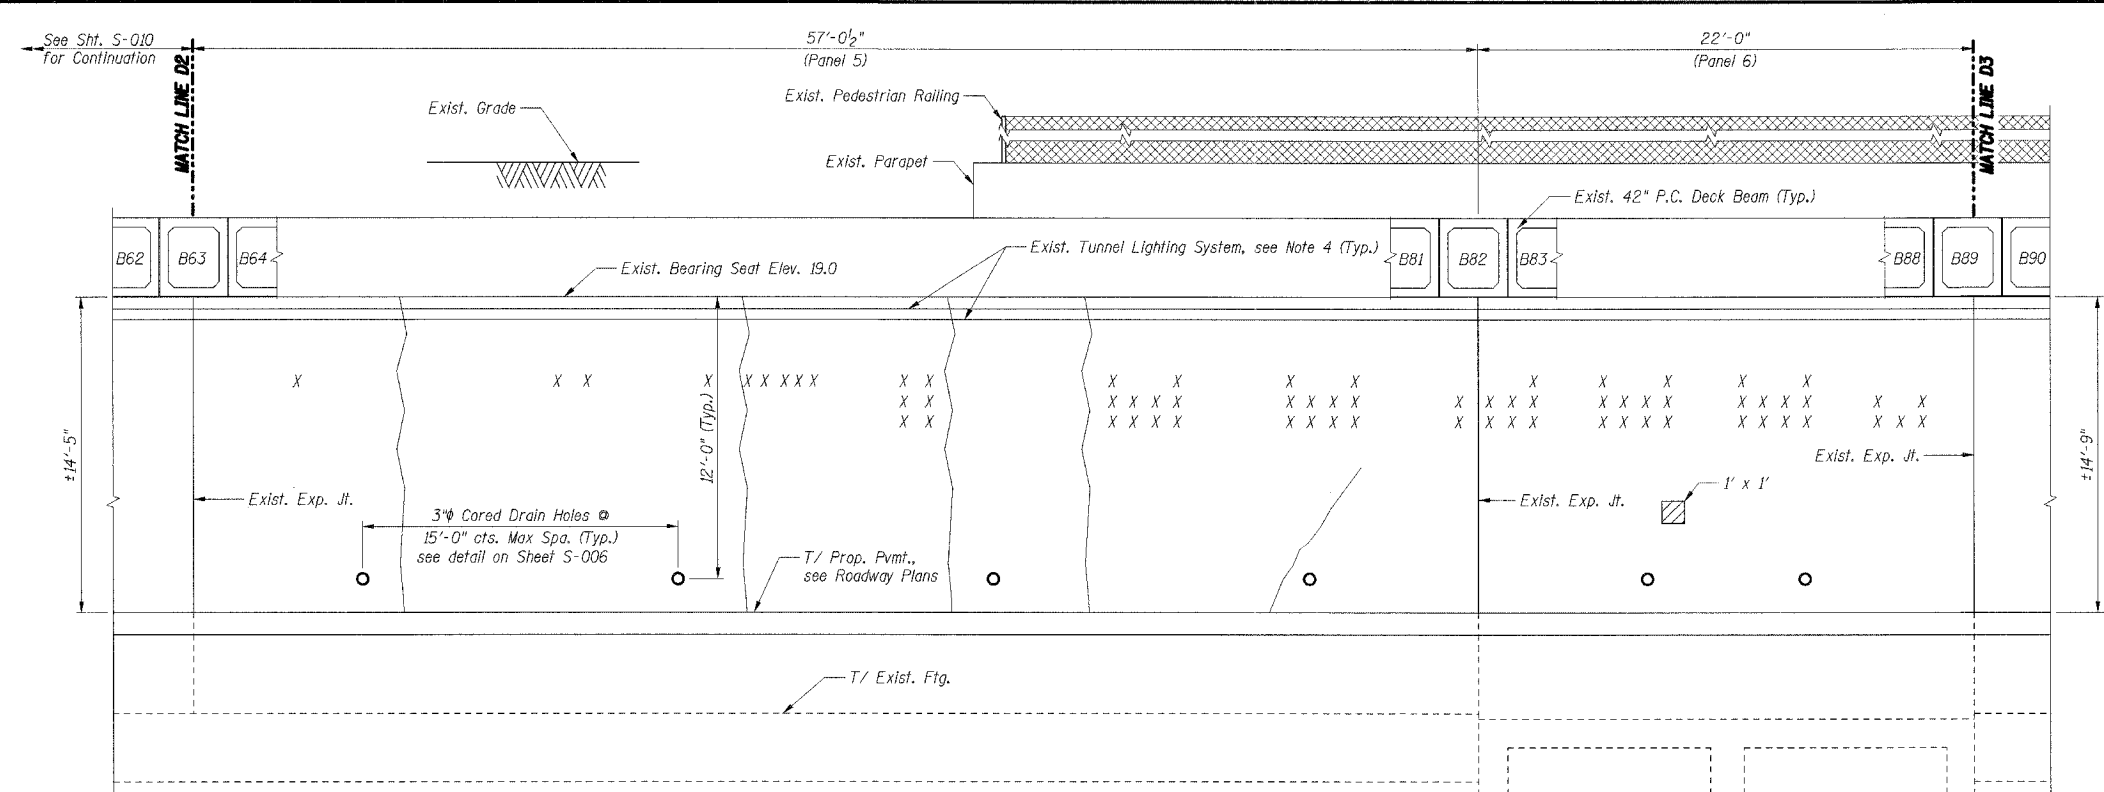 See Sht. S-010
for Continuation
MATCH LINE D2
57'-0½"
(Panel 5)
22'-0"
(Panel 6)
MATCH LINE D3
Exist. Grade
Exist. Pedestrian Railing
Exist. Parapet
Exist. 42" P.C. Deck Beam (Typ.)
B62
B63
B64
Exist. Bearing Seat Elev. 19.0
Exist. Tunnel Lighting System, see Note 4 (Typ.)
B81
B82
B83
B88
B89
B90
X X X X X X X X X X X X X X X X X X X X
X X X X X X X X X X X X X X X X X X X X X X X X
X X X X X X X X X X X X X X X X X X X X X X X X X
±14'-5"
12'-0" (Typ.)
±14'-9"
Exist. Exp. Jt.
Exist. Exp. Jt.
Exist. Exp. Jt.
1' x 1'
3"ϕ Cored Drain Holes @
15'-0" cts. Max Spa. (Typ.)
see detail on Sheet S-006
T/ Prop. Pvmt.,
see Roadway Plans
T/ Exist. Ftg.